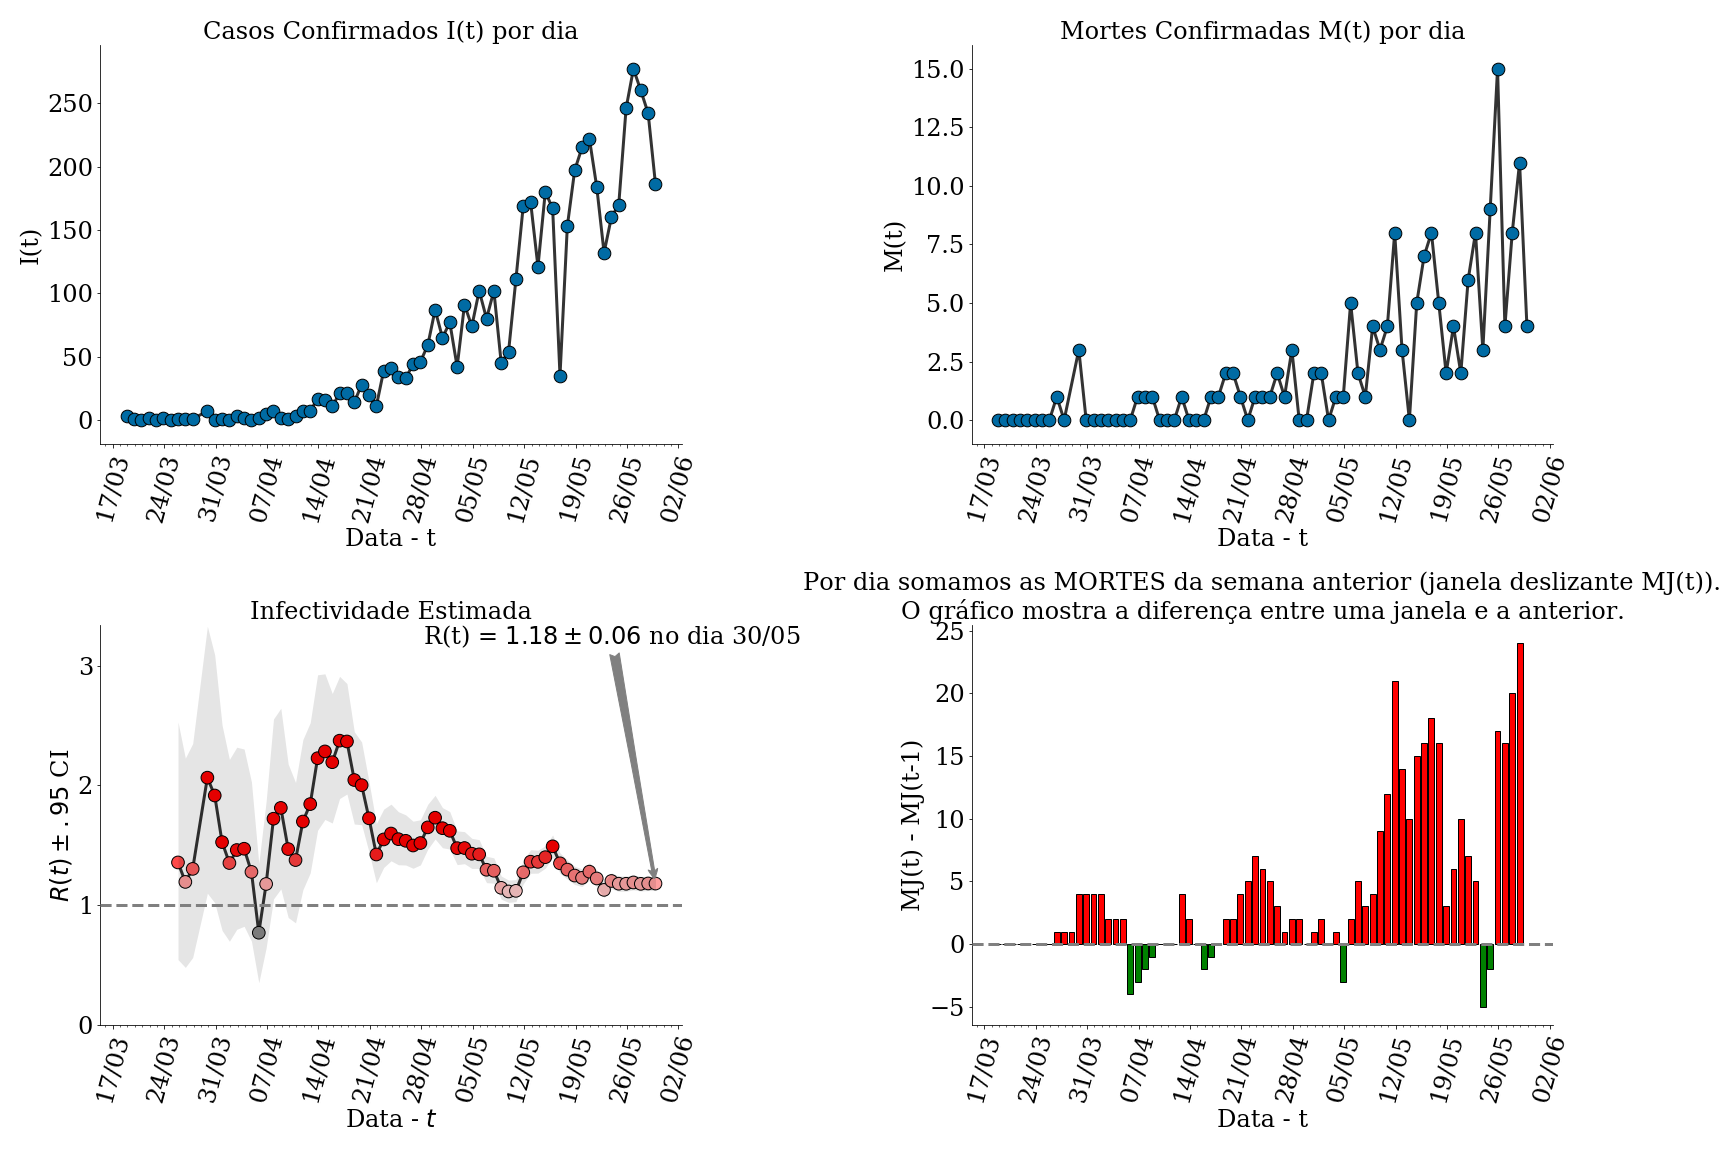 Casos Confirmados I(t) por dia
I(t)
250
200
150
100
50
0
17/03 24/03 31/03 07/04 14/04 21/04 28/04 05/05 12/05 19/05 26/05 02/06
Data - t
Mortes Confirmadas M(t) por dia
M(t)
15.0
12.5
10.0
7.5
5.0
2.5
0.0
17/03 24/03 31/03 07/04 14/04 21/04 28/04 05/05 12/05 19/05 26/05 02/06
Data - t
Infectividade Estimada
R(t) = 1.18 ± 0.06 no dia 30/05
R(t) ± .95 CI
3
2
1
0
17/03 24/03 31/03 07/04 14/04 21/04 28/04 05/05 12/05 19/05 26/05 02/06
Data - t
Por dia somamos as MORTES da semana anterior (janela deslizante MJ(t)).
O gráfico mostra a diferença entre uma janela e a anterior.
MJ(t) - MJ(t-1)
25
20
15
10
5
0
−5
17/03 24/03 31/03 07/04 14/04 21/04 28/04 05/05 12/05 19/05 26/05 02/06
Data - t